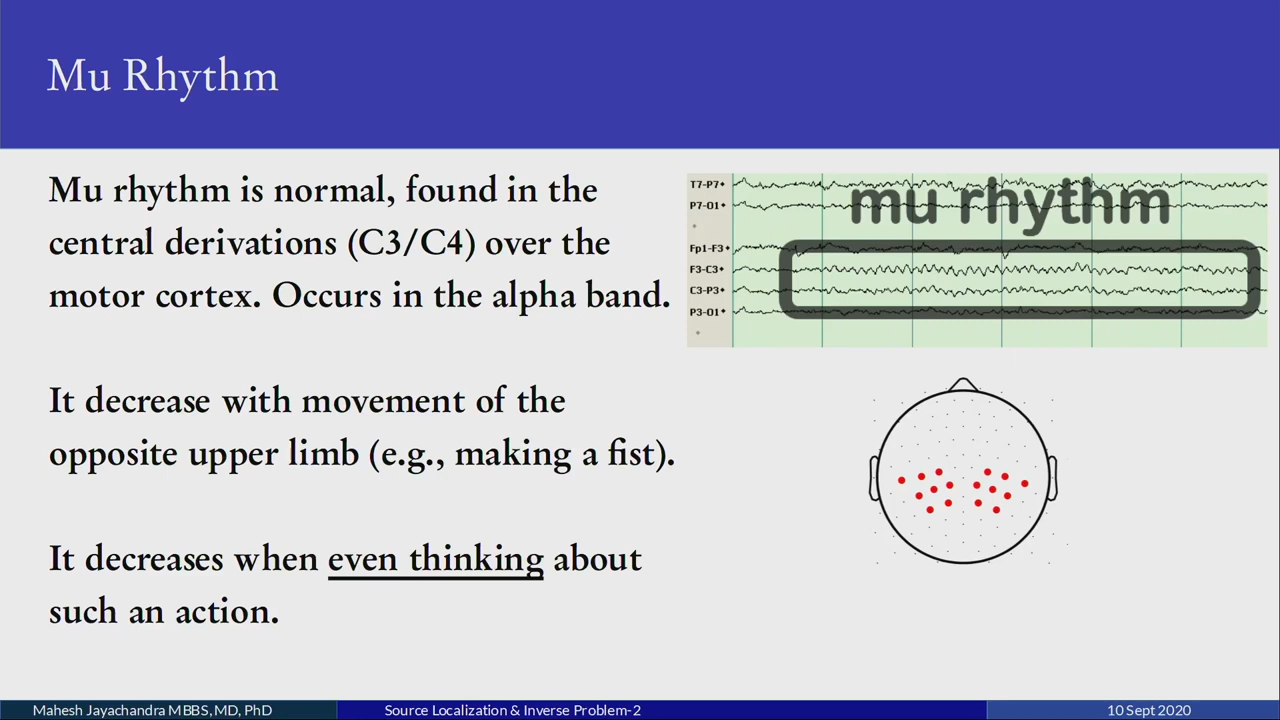 Mu Rhythm
Mu rhythm is normal, found in the
central derivations (C3/C4) over the
motor cortex. Occurs in the alpha band.
It decrease with movement of the
opposite upper limb (e.g., making a fist).
It decreases when even thinking about
such an action.
mu rhythm
T7-P7
P7-O1
Fp1-F3
F3-C3
C3-P3
P3-O1
Mahesh Jayachandra MBBS, MD, PhD
Source Localization & Inverse Problem-2
10 Sept 2020